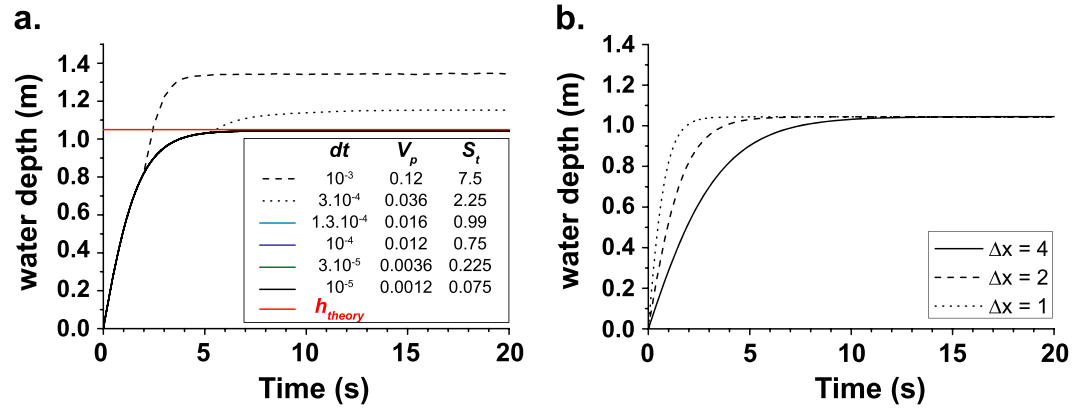 a.
water depth (m)
1.4
1.2
1.0
0.8
0.6
0.4
0.2
0.0
dt V_p S_t
10^-3 0.12 7.5
3.10^-4 0.036 2.25
1.3.10^-4 0.016 0.99
10^-4 0.012 0.75
3.10^-5 0.0036 0.225
10^-5 0.0012 0.075
h_theory
0 5 10 15 20
Time (s)
b.
water depth (m)
1.4
1.2
1.0
0.8
0.6
0.4
0.2
0.0
Δx = 4
Δx = 2
Δx = 1
0 5 10 15 20
Time (s)